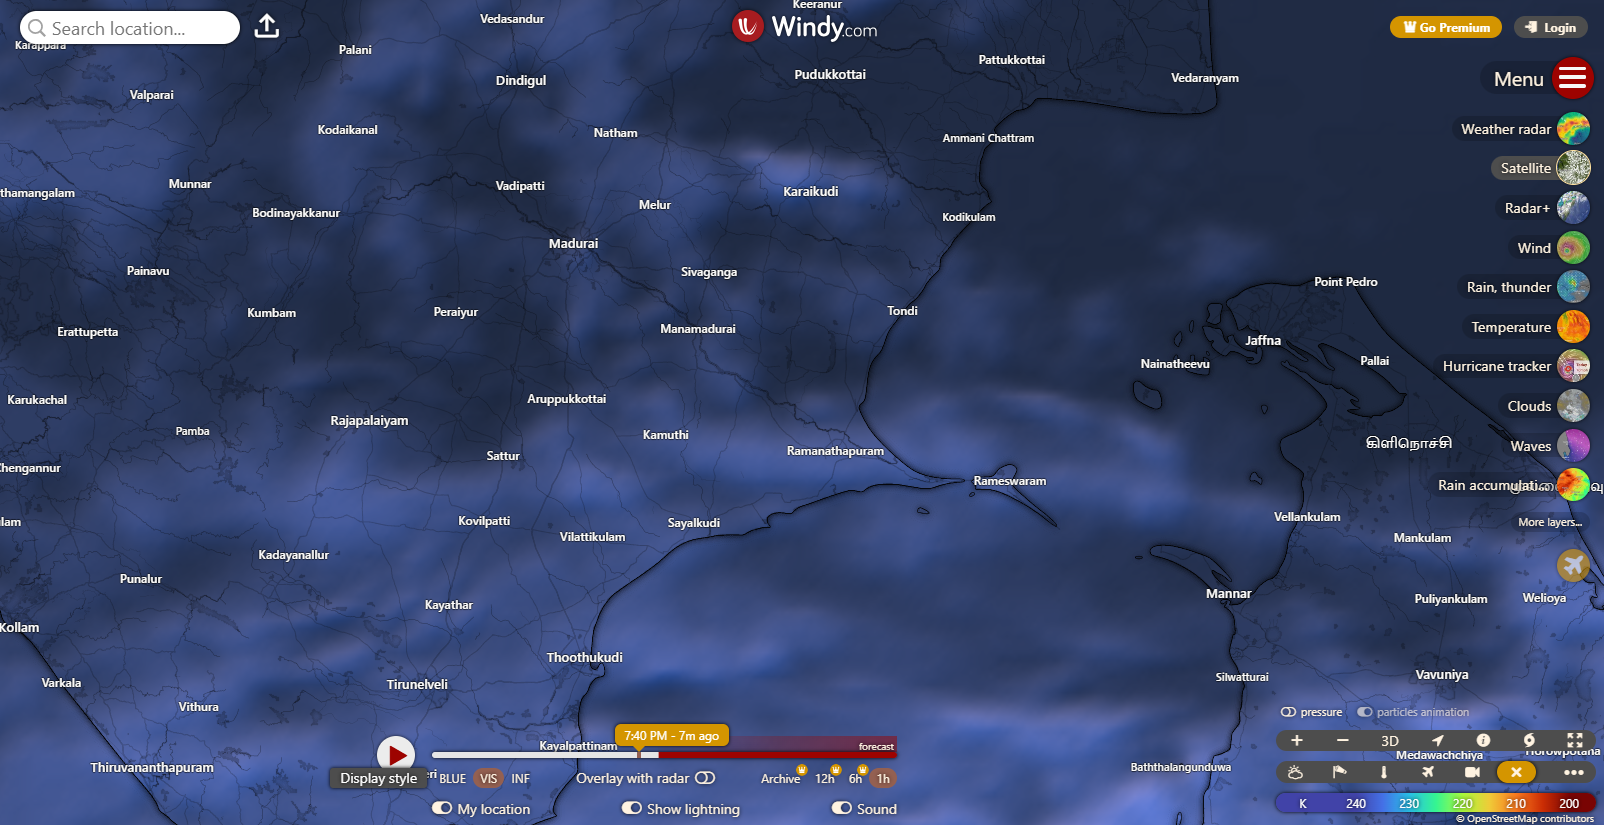 Search location...
Windy.com
Go Premium
Login
Menu
Weather radar
Satellite
Radar+
Wind
Rain, thunder
Temperature
Hurricane tracker
Clouds
Waves
Rain accumulati...
More layers...
Keeranur
Vedasandur
Karappara
Palani
Pattukkottai
Pudukkottai
Vedaranyam
Dindigul
Valparai
Kodaikanal
Natham
Ammani Chattram
Munnar
Vadipatti
Karaikudi
thamangalam
Melur
Bodinayakkanur
Kodikulam
Madurai
Painavu
Sivaganga
Point Pedro
Kumbam
Peraiyur
Tondi
Erattupetta
Manamadurai
Jaffna
Nainatheevu
Pallai
Karukachal
Aruppukkottai
Rajapalaiyam
Pamba
Kamuthi
கிளிநொச்சி
Sattur
Ramanathapuram
Chengannur
Rameswaram
lam
Kovilpatti
Sayalkudi
Vellankulam
Vilattikulam
Mankulam
Kadayanallur
Punalur
Mannar
Kayathar
Puliyankulam
Welioya
Kollam
Thoothukudi
Vavuniya
Silwatturai
Varkala
Tirunelveli
Vithura
Kayalpattinam
Thiruvananthapuram
Baththalangunduwa
Medawachchiya
Horowpotana
7:40 PM - 7m ago
forecast
Display style
eri
BLUE VIS INF
Overlay with radar
Archive 12h 6h 1h
My location
Show lightning
Sound
pressure
particles animation
3D
K 240 230 220 210 200
© OpenStreetMap contributors